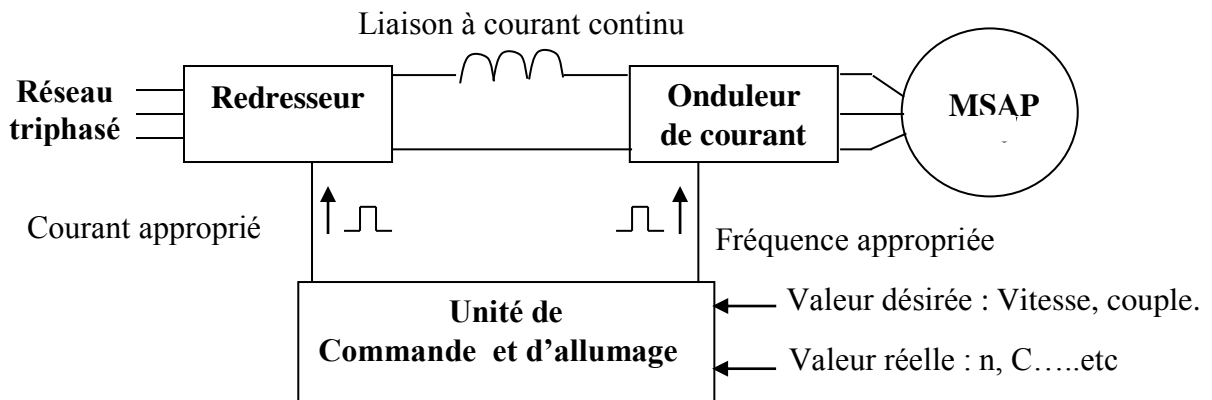 Liaison à courant continu
Réseau
triphasé
Redresseur
Onduleur
de courant
MSAP
Courant approprié
Fréquence appropriée
Unité de
Commande et d'allumage
Valeur désirée : Vitesse, couple.
Valeur réelle : n, C…..etc